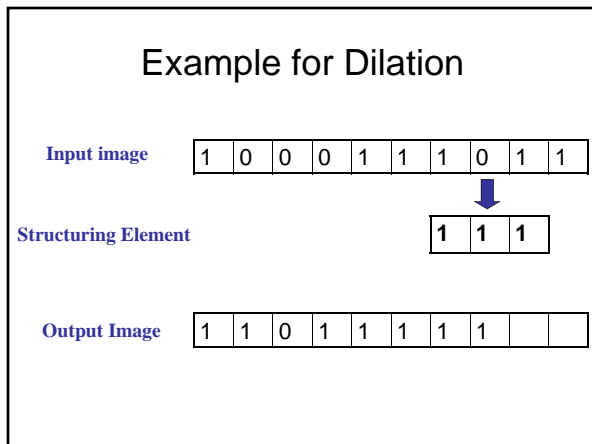 Example for Dilation
Input image 1 0 0 0 1 1 1 0 1 1
Structuring Element 1 1 1
Output Image 1 1 0 1 1 1 1 1